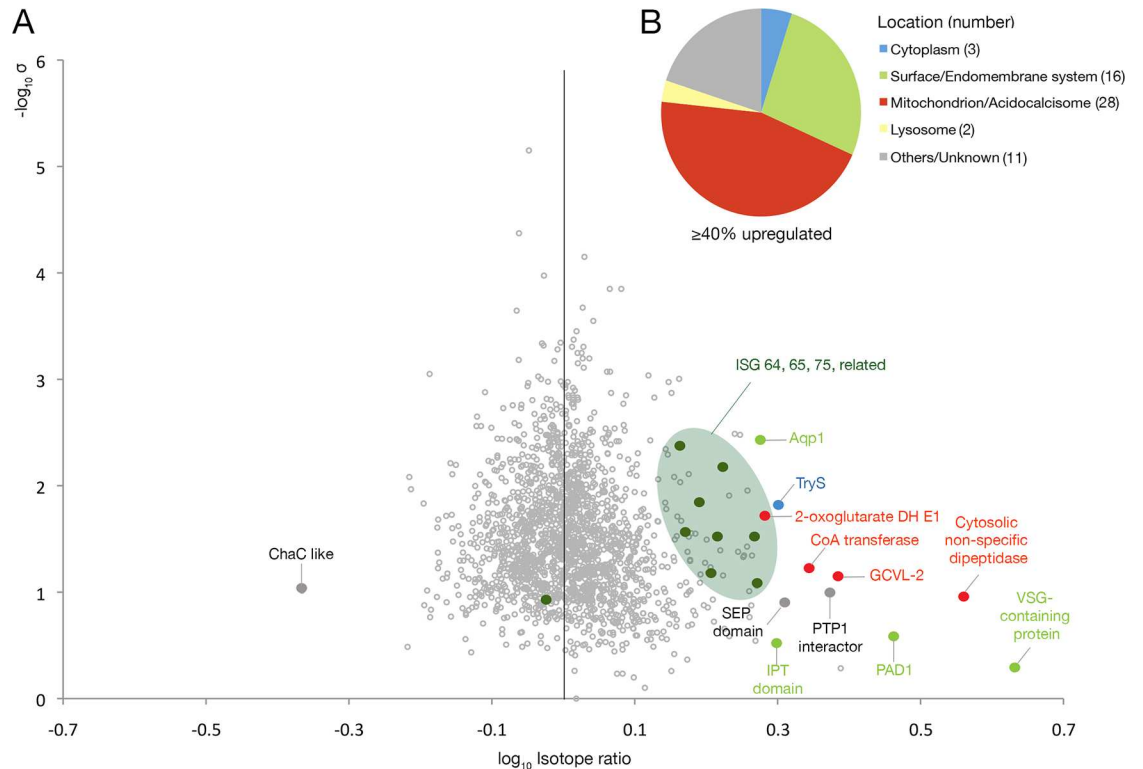 A
B
Location (number)
Cytoplasm (3)
Surface/Endomembrane system (16)
Mitochondrion/Acidocalcisome (28)
Lysosome (2)
Others/Unknown (11)
≥40% upregulated
-log10 σ
6
5
4
3
2
1
0
ISG 64, 65, 75, related
Aqp1
TryS
2-oxoglutarate DH E1
CoA transferase
GCVL-2
Cytosolic
non-specific
dipeptidase
VSG-
containing
protein
ChaC like
SEP
domain
PTP1
interactor
IPT
domain
PAD1
-0.7
-0.5
-0.3
-0.1
0.1
0.3
0.5
0.7
log10 Isotope ratio